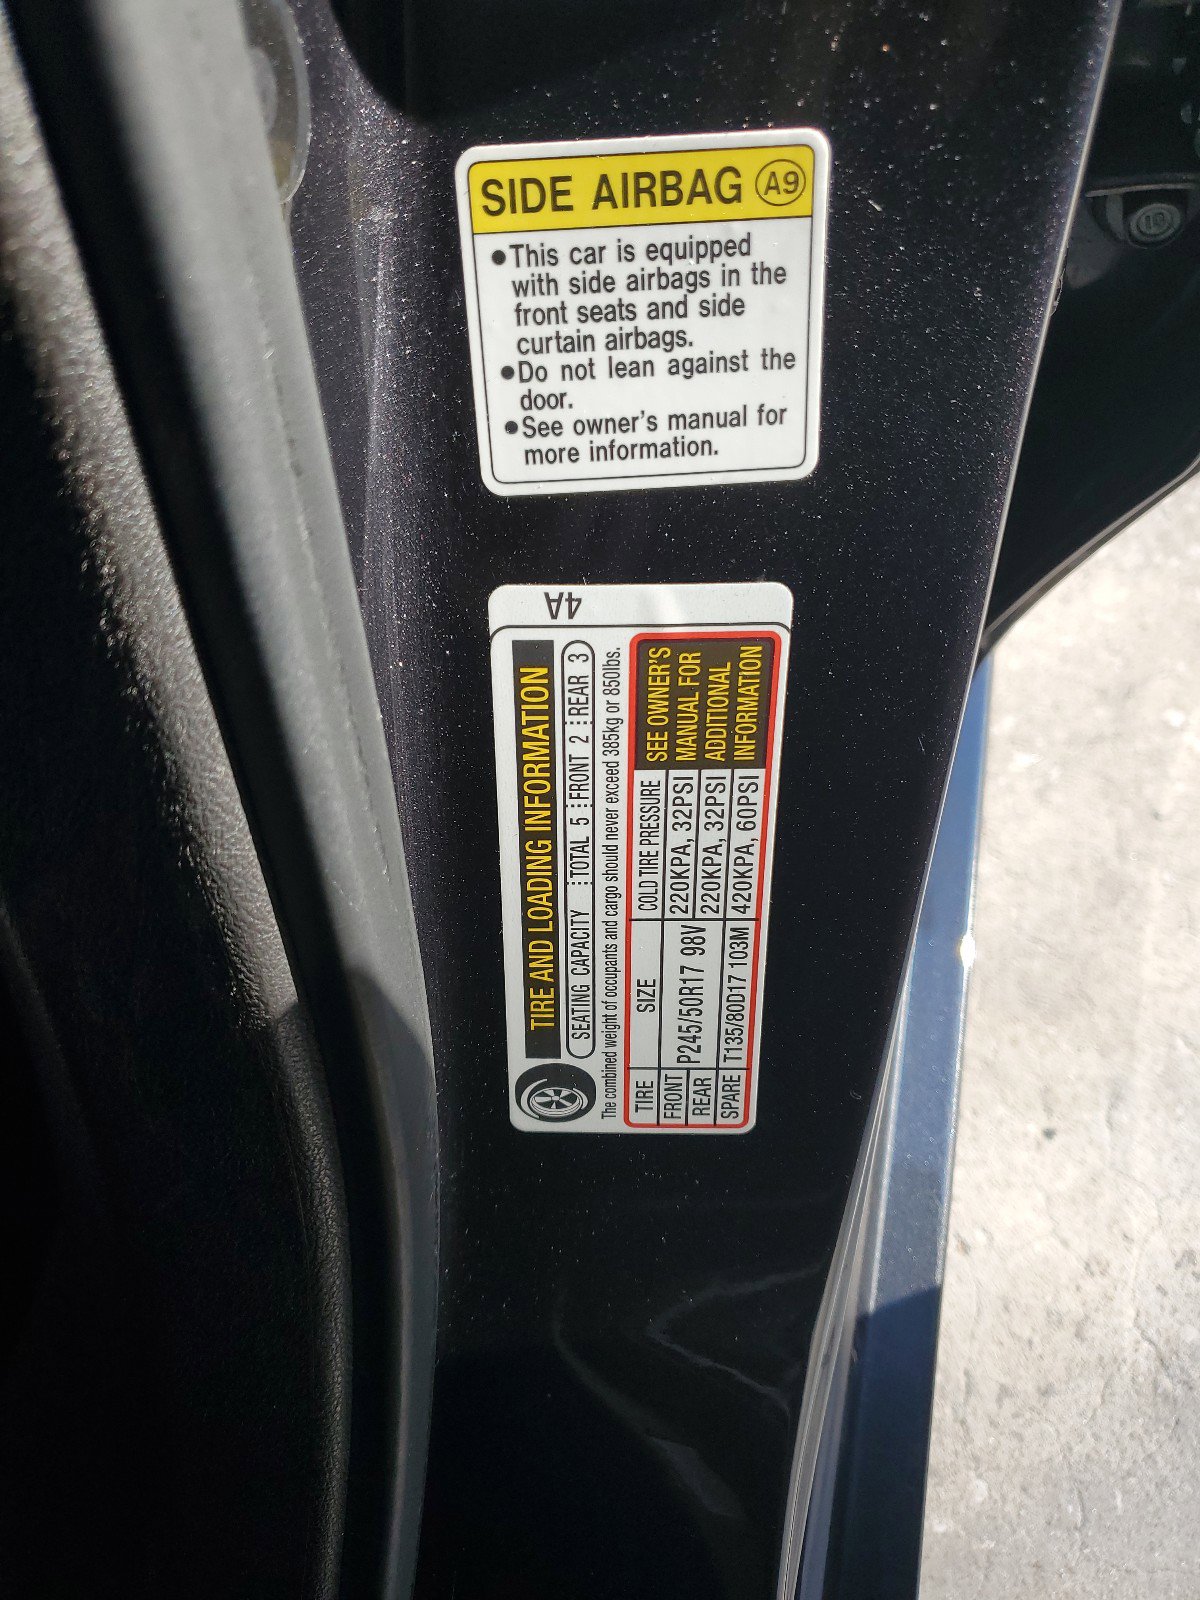 SIDE AIRBAG A9
●This car is equipped
with side airbags in the
front seats and side
curtain airbags.
●Do not lean against the
door.
●See owner's manual for
more information.
4A
TIRE AND LOADING INFORMATION
SEATING CAPACITY TOTAL 5 FRONT 2 REAR 3
The combined weight of occupants and cargo should never exceed 385kg or 850lbs.
TIRE SIZE COLD TIRE PRESSURE
FRONT P245/50R17 98V 220KPA, 32PSI
REAR 220KPA, 32PSI
SPARE T135/80D17 103M 420KPA, 60PSI
SEE OWNER'S
MANUAL FOR
ADDITIONAL
INFORMATION